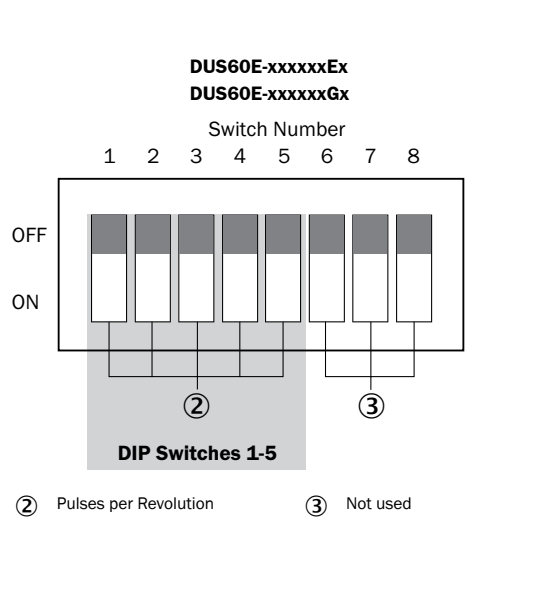 DUS60E-xxxxxxEx
DUS60E-xxxxxxGx
Switch Number
1 2 3 4 5 6 7 8
OFF
ON
② ③
DIP Switches 1-5
② Pulses per Revolution ③ Not used